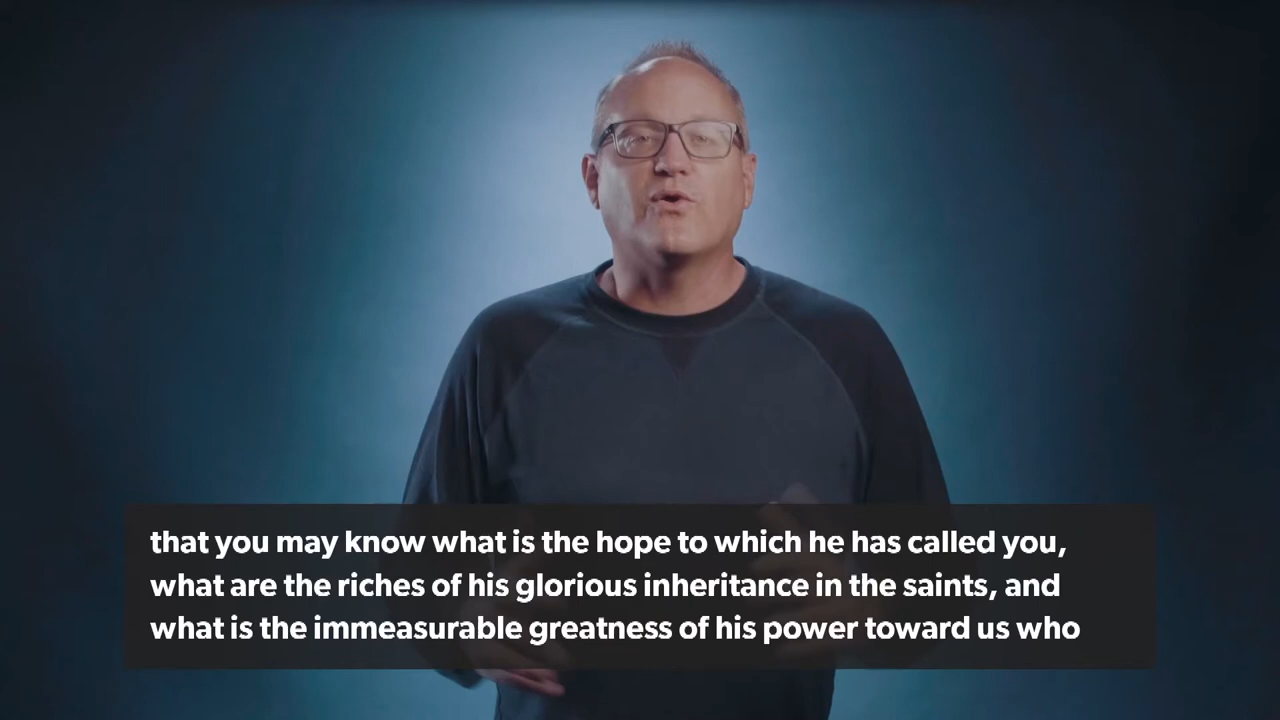 that you may know what is the hope to which he has called you,
what are the riches of his glorious inheritance in the saints, and
what is the immeasurable greatness of his power toward us who